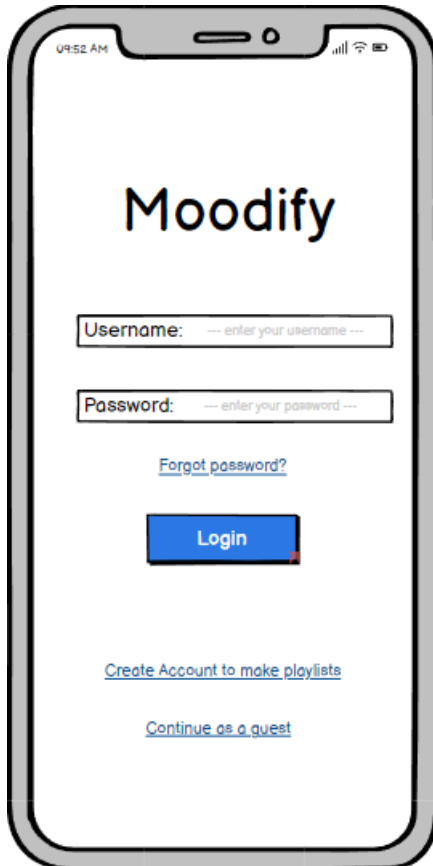 09:52 AM
Moodify
Username: --- enter your username ---
Password: --- enter your password ---
Forgot password?
Login
Create Account to make playlists
Continue as a guest